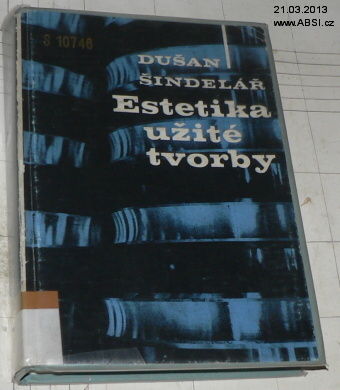 21.03.2013
www.ABSI.cz
S 10746
DUŠAN
ŠINDELÁŘ
Estetika
užité
tvorby